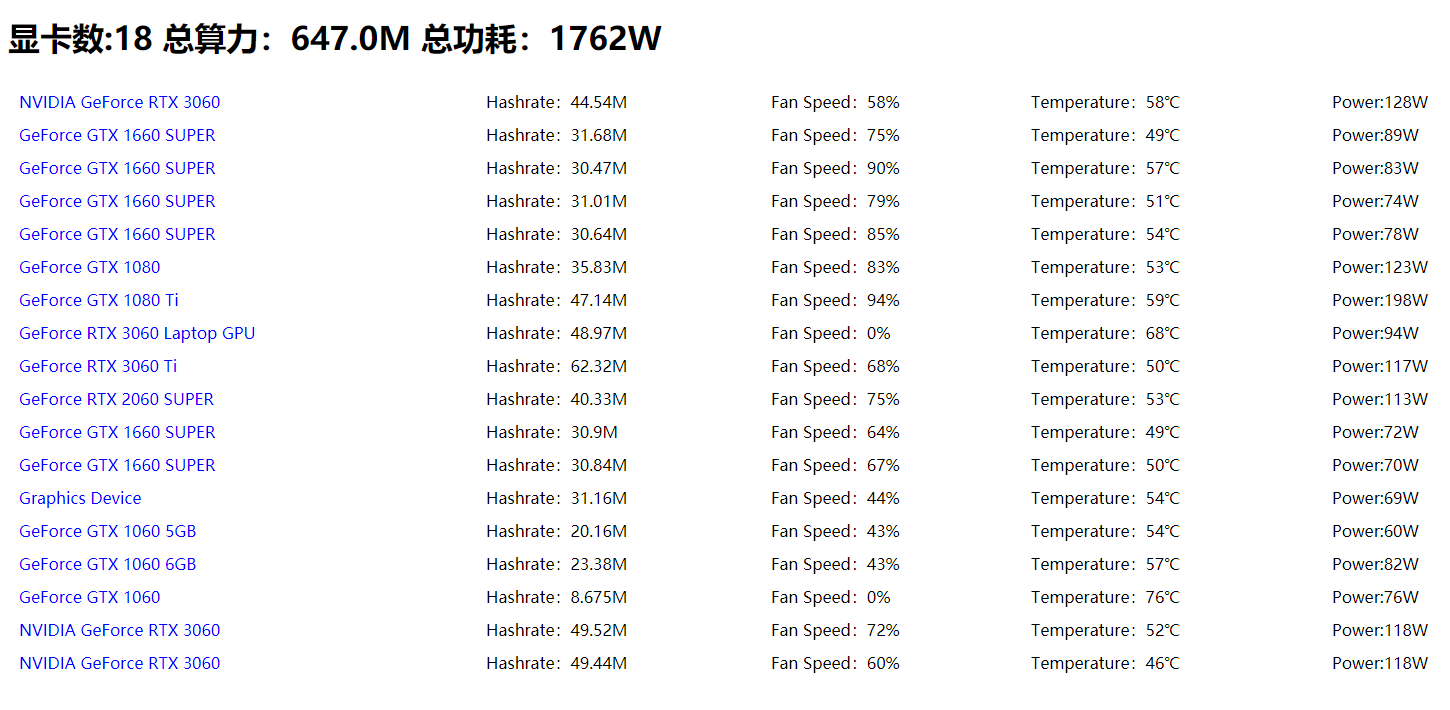 显卡数:18 总算力：647.0M 总功耗：1762W
NVIDIA GeForce RTX 3060 Hashrate：44.54M Fan Speed：58% Temperature：58℃ Power:128W
GeForce GTX 1660 SUPER Hashrate：31.68M Fan Speed：75% Temperature：49℃ Power:89W
GeForce GTX 1660 SUPER Hashrate：30.47M Fan Speed：90% Temperature：57℃ Power:83W
GeForce GTX 1660 SUPER Hashrate：31.01M Fan Speed：79% Temperature：51℃ Power:74W
GeForce GTX 1660 SUPER Hashrate：30.64M Fan Speed：85% Temperature：54℃ Power:78W
GeForce GTX 1080 Hashrate：35.83M Fan Speed：83% Temperature：53℃ Power:123W
GeForce GTX 1080 Ti Hashrate：47.14M Fan Speed：94% Temperature：59℃ Power:198W
GeForce RTX 3060 Laptop GPU Hashrate：48.97M Fan Speed：0% Temperature：68℃ Power:94W
GeForce RTX 3060 Ti Hashrate：62.32M Fan Speed：68% Temperature：50℃ Power:117W
GeForce RTX 2060 SUPER Hashrate：40.33M Fan Speed：75% Temperature：53℃ Power:113W
GeForce GTX 1660 SUPER Hashrate：30.9M Fan Speed：64% Temperature：49℃ Power:72W
GeForce GTX 1660 SUPER Hashrate：30.84M Fan Speed：67% Temperature：50℃ Power:70W
Graphics Device Hashrate：31.16M Fan Speed：44% Temperature：54℃ Power:69W
GeForce GTX 1060 5GB Hashrate：20.16M Fan Speed：43% Temperature：54℃ Power:60W
GeForce GTX 1060 6GB Hashrate：23.38M Fan Speed：43% Temperature：57℃ Power:82W
GeForce GTX 1060 Hashrate：8.675M Fan Speed：0% Temperature：76℃ Power:76W
NVIDIA GeForce RTX 3060 Hashrate：49.52M Fan Speed：72% Temperature：52℃ Power:118W
NVIDIA GeForce RTX 3060 Hashrate：49.44M Fan Speed：60% Temperature：46℃ Power:118W